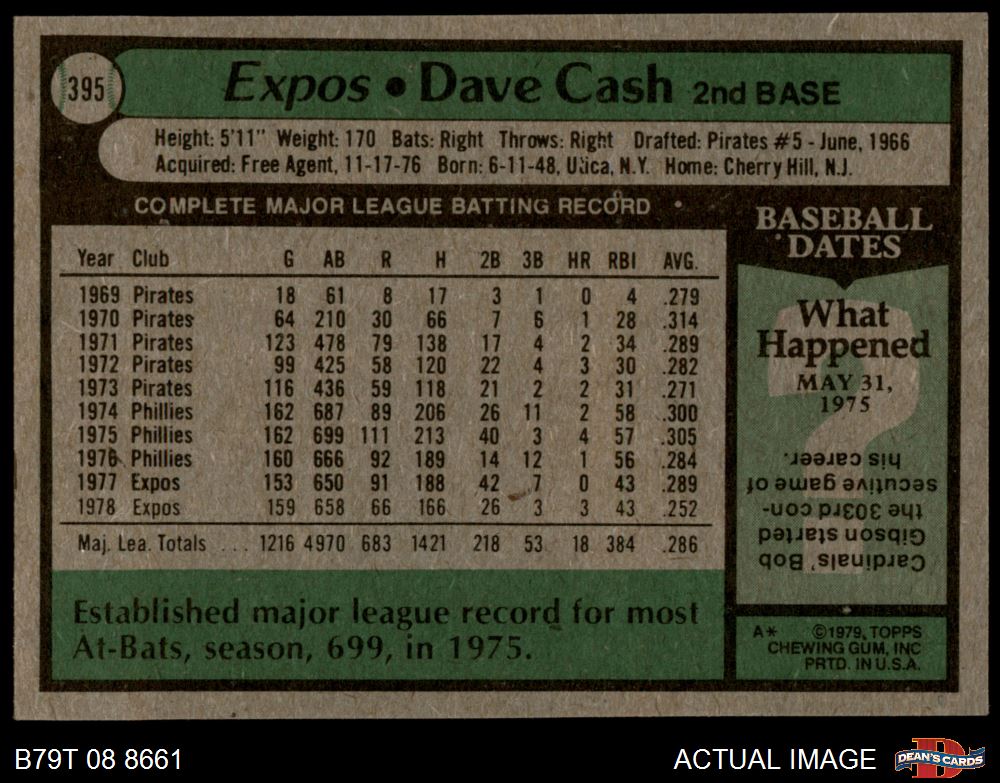 395
Expos • Dave Cash 2nd BASE
Height: 5'11" Weight: 170 Bats: Right Throws: Right Drafted: Pirates #5 - June, 1966
Acquired: Free Agent, 11-17-76 Born: 6-11-48, Utica, N.Y. Home: Cherry Hill, N.J.
COMPLETE MAJOR LEAGUE BATTING RECORD
Year Club G AB R H 2B 3B HR RBI AVG.
1969 Pirates 18 61 8 17 3 1 0 4 .279
1970 Pirates 64 210 30 66 7 6 1 28 .314
1971 Pirates 123 478 79 138 17 4 2 34 .289
1972 Pirates 99 425 58 120 22 4 3 30 .282
1973 Pirates 116 436 59 118 21 2 2 31 .271
1974 Phillies 162 687 89 206 26 11 2 58 .300
1975 Phillies 162 699 111 213 40 3 4 57 .305
1976 Phillies 160 666 92 189 14 12 1 56 .284
1977 Expos 153 650 91 188 42 7 0 43 .289
1978 Expos 159 658 66 166 26 3 3 43 .252
Maj. Lea. Totals ... 1216 4970 683 1421 218 53 18 384 .286
Established major league record for most
At-Bats, season, 699, in 1975.
BASEBALL
DATES
What
Happened
MAY 31,
1975
?
Cardinals' Bob
Gibson started
the 303rd con-
secutive game of
his career.
A* ©1979, TOPPS
CHEWING GUM, INC
PRTD. IN U.S.A.
B79T 08 8661
ACTUAL IMAGE
D
DEAN'S CARDS